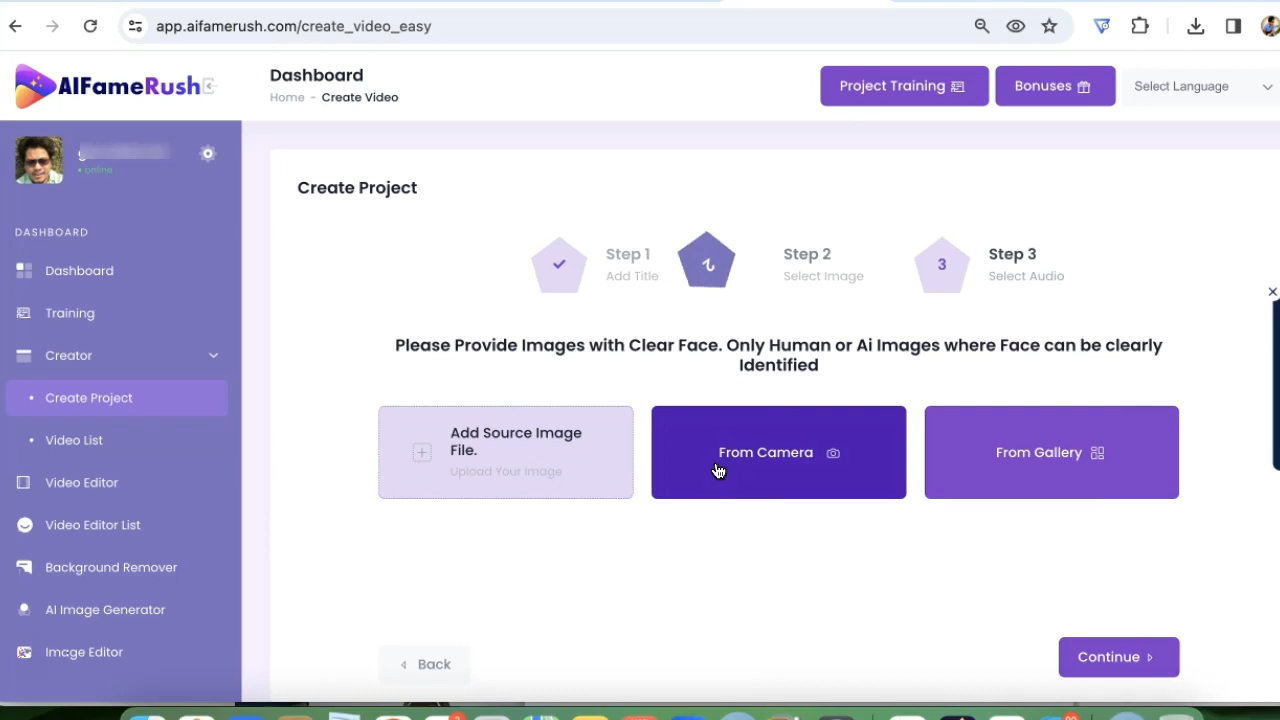 app.aifamerush.com/create_video_easy
AIFameRush
Dashboard
Home - Create Video
Project Training
Bonuses
Select Language
online
DASHBOARD
Dashboard
Training
Creator
Create Project
Video List
Video Editor
Video Editor List
Background Remover
AI Image Generator
Image Editor
Create Project
Step 1
Add Title
2
Step 2
Select Image
3
Step 3
Select Audio
Please Provide Images with Clear Face. Only Human or Ai Images where Face can be clearly
Identified
Add Source Image
File.
Upload Your Image
From Camera
From Gallery
Back
Continue